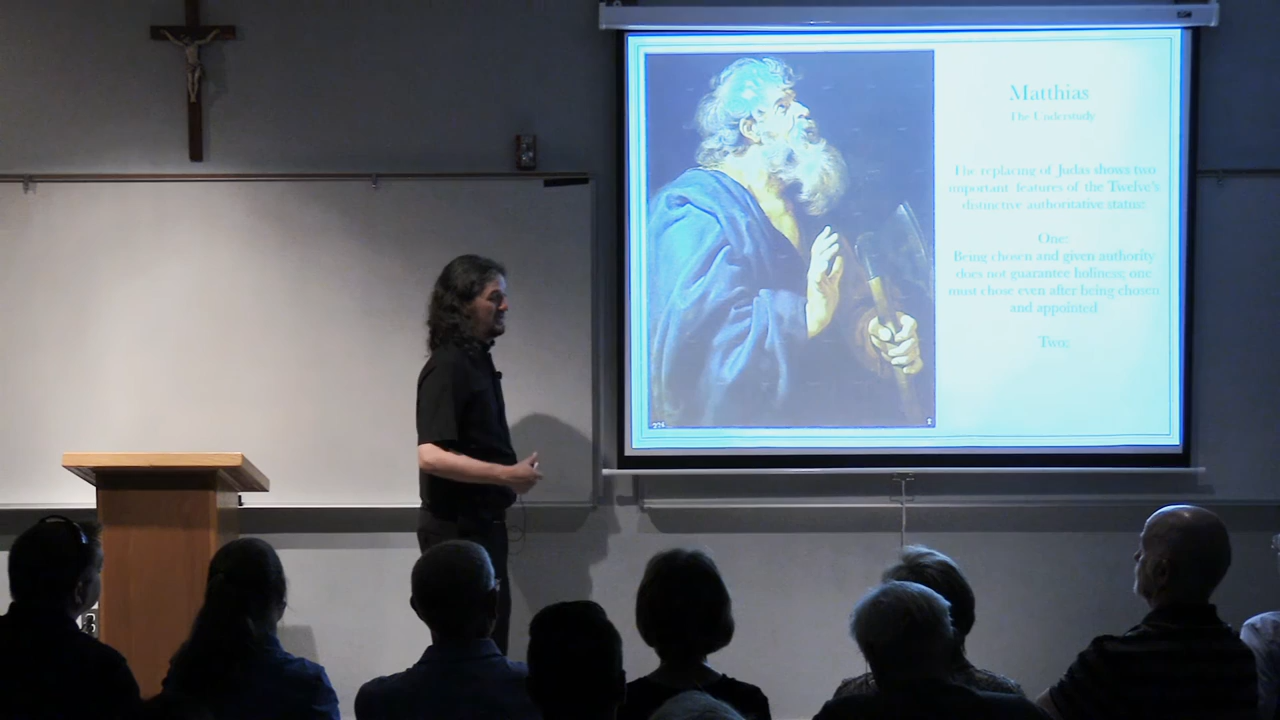 Matthias
The Understudy
The replacing of Judas shows two
important features of the Twelve's
distinctive authoritative status:
One:
Being chosen and given authority
does not guarantee holiness; one
must chose even after being chosen
and appointed
Two: